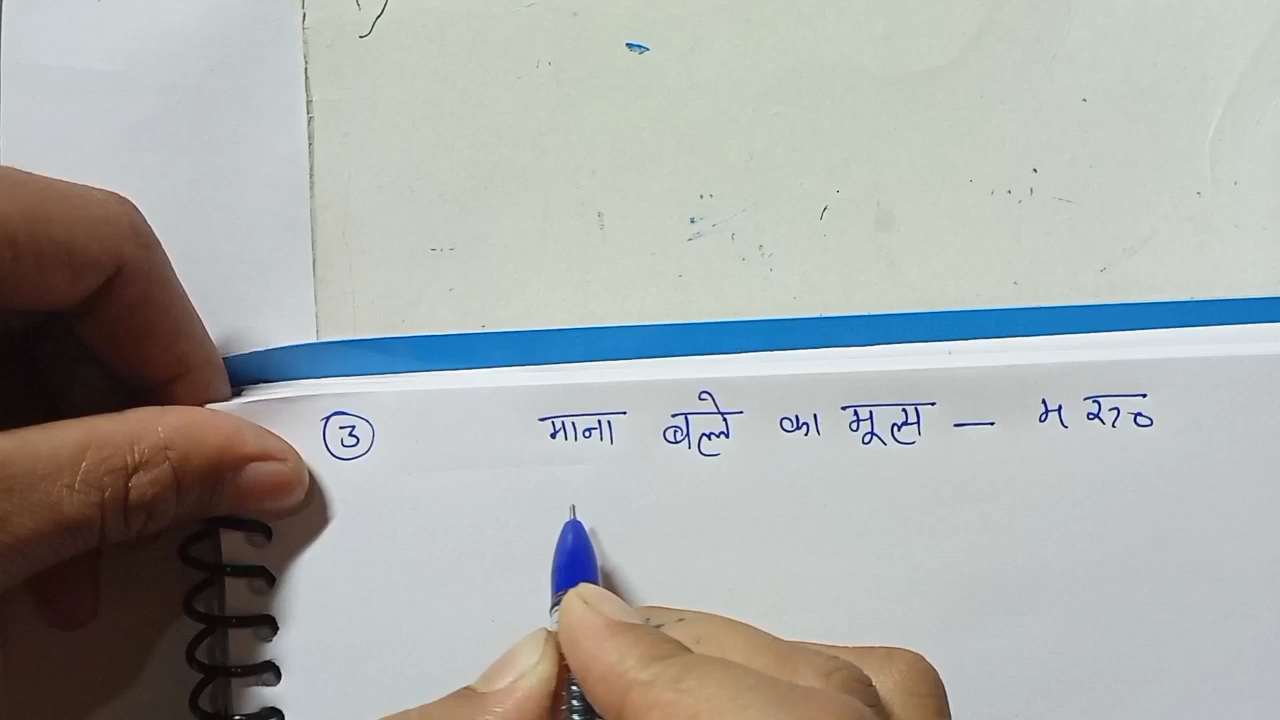 ③ माना बल्ले का मूल्य — x रु०